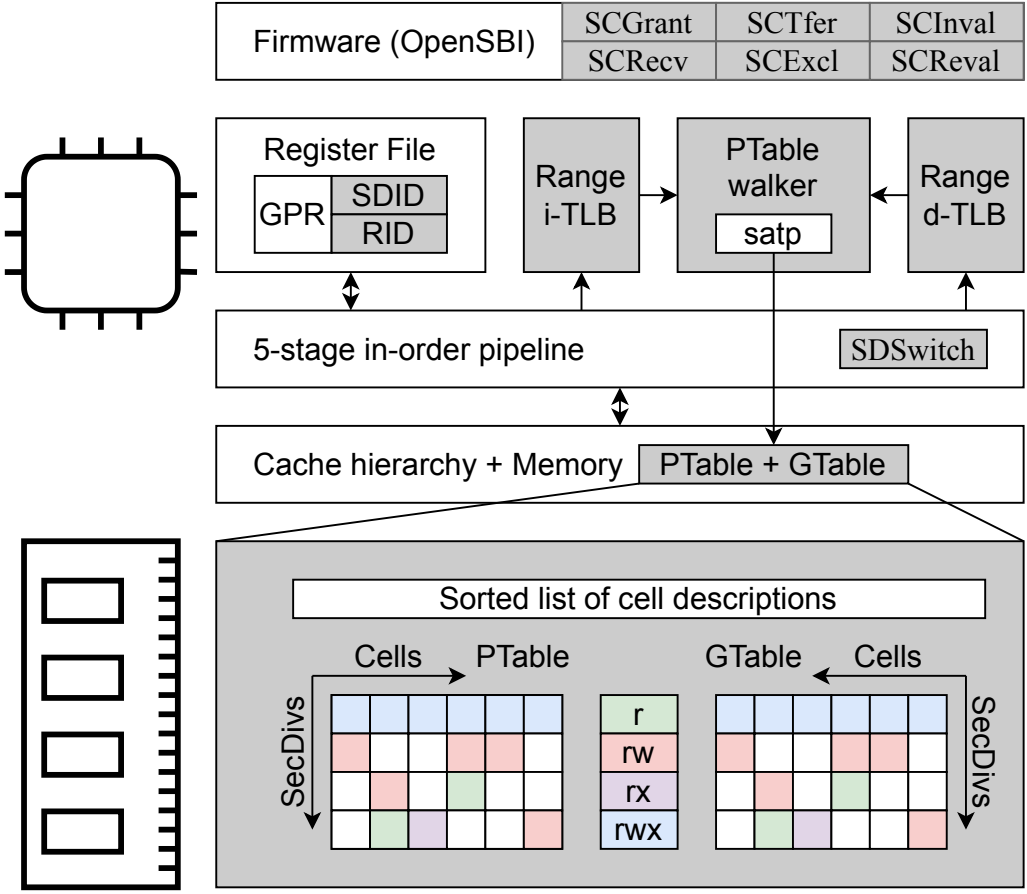 Firmware (OpenSBI)
SCGrant SCTfer SCInval
SCRecv SCExcl SCReval
Register File
GPR
SDID
RID
Range
i-TLB
PTable
walker
satp
Range
d-TLB
5-stage in-order pipeline
SDSwitch
Cache hierarchy + Memory
PTable + GTable
Sorted list of cell descriptions
Cells
PTable
GTable
Cells
SecDivs
r
rw
rx
rwx
SecDivs